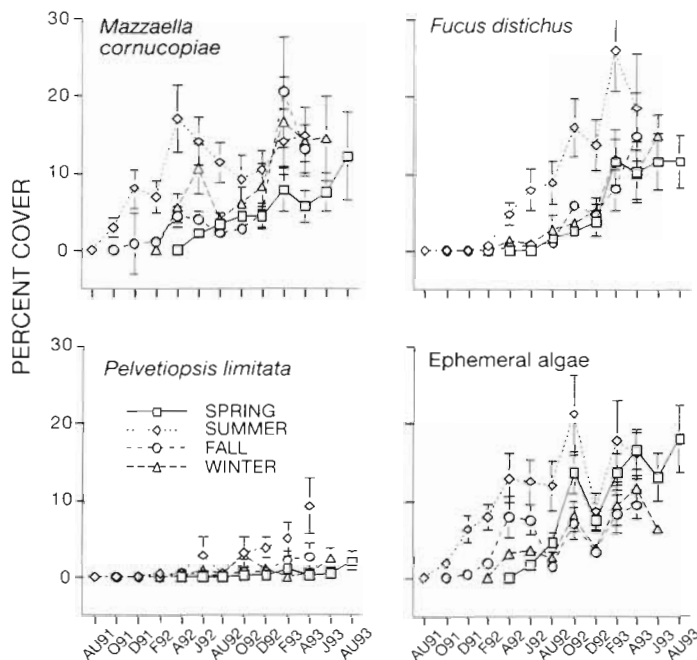 Mazzaella
cornucopiae
Fucus distichus
30
20
10
0
PERCENT COVER
Pelvetiopsis limitata
Ephemeral algae
30
20
10
0
SPRING
SUMMER
FALL
WINTER
AU91
O91
D91
F92
A92
J92
AU92
O92
D92
F93
A93
J93
AU93
AU91
O91
D91
F92
A92
J92
AU92
O92
D92
F93
A93
J93
AU93